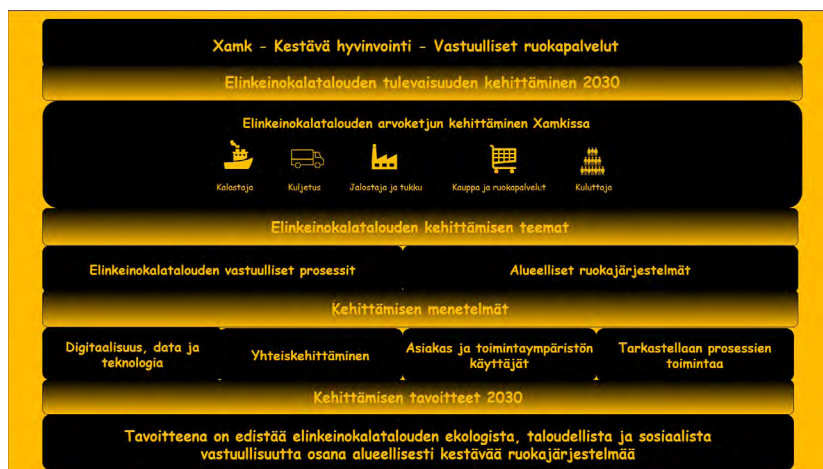 Xamk - Kestävä hyvinvointi - Vastuulliset ruokapalvelut
Elinkeinokalatalouden tulevaisuuden kehittäminen 2030
Elinkeinokalatalouden arvoketjun kehittäminen Xamkissa
Kalastaja
Kuljetus
Jalostaja ja tukku
Kauppa ja ruokapalvelut
Kuluttaja
Elinkeinokalatalouden kehittämisen teemat
Elinkeinokalatalouden vastuulliset prosessit
Alueelliset ruokajärjestelmät
Kehittämisen menetelmät
Digitaalisuus, data ja
teknologia
Yhteiskehittäminen
Asiakas ja toimintaympäristön
käyttäjät
Tarkastellaan prosessien
toimintaa
Kehittämisen tavoitteet 2030
Tavoitteena on edistää elinkeinokalatalouden ekologista, taloudellista ja sosiaalista
vastuullisuutta osana alueellisesti kestävää ruokajärjestelmää